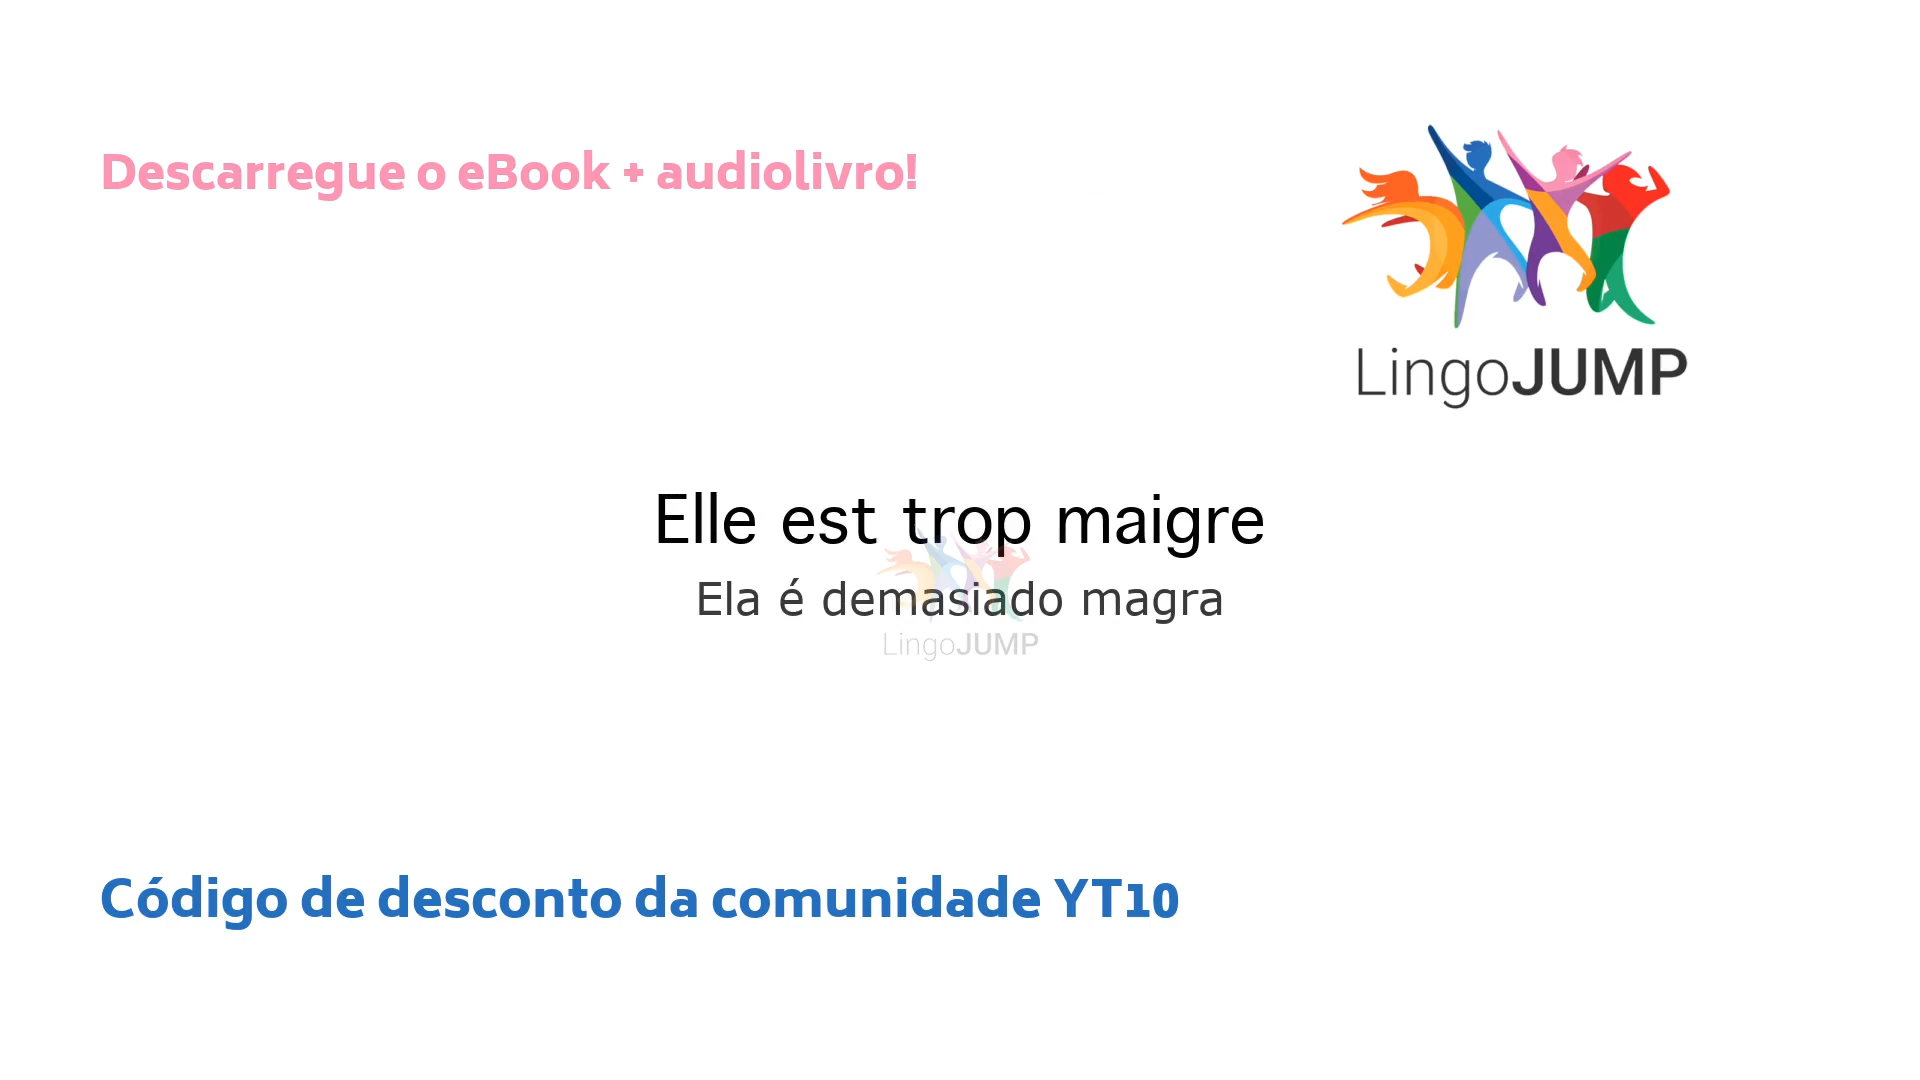 Descarregue o eBook + audiolivro!
LingoJUMP
Elle est trop maigre
Ela é demasiado magra
LingoJUMP
Código de desconto da comunidade YT10